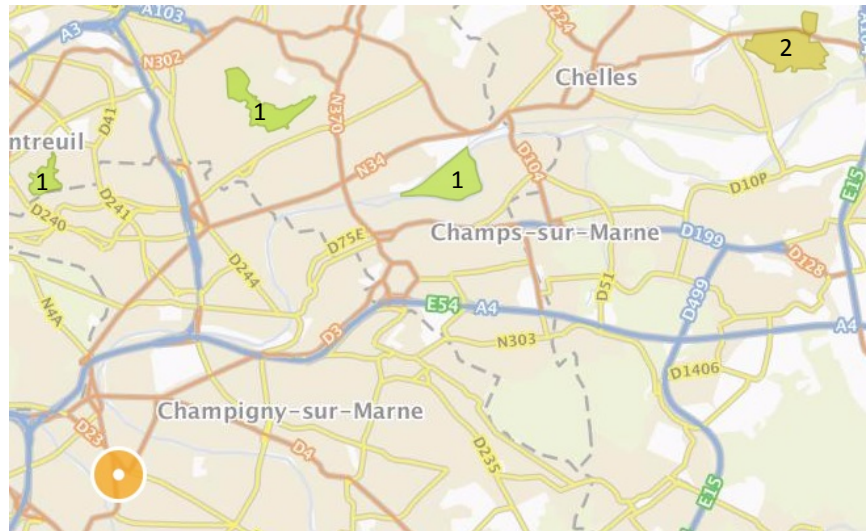 A103
A3
D224
N302
2
Chelles
1
N370
D41
ntreuil
N34
D104
1
1
D10P
E15
D240
D241
D75E
Champs-sur-Marne
D199
D244
D128
D51
N4A
E54
A4
D499
D3
N303
A4
D1406
Champigny-sur-Marne
D23
D4
D235
E15